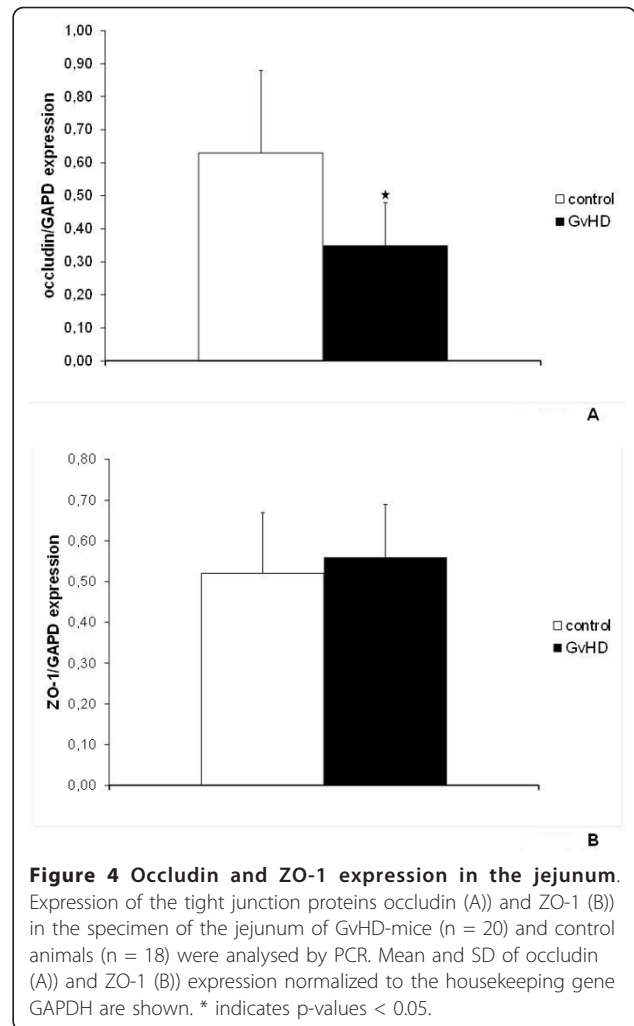 1,00
0,90
0,80
0,70
0,60
0,50
0,40
0,30
0,20
0,10
0,00
occludin/GAPD expression
★
□ control
■ GvHD
A
0,80
0,70
0,60
0,50
0,40
0,30
0,20
0,10
0,00
ZO-1/GAPD expression
□ control
■ GvHD
B
Figure 4 Occludin and ZO-1 expression in the jejunum.
Expression of the tight junction proteins occludin (A)) and ZO-1 (B))
in the specimen of the jejunum of GvHD-mice (n = 20) and control
animals (n = 18) were analysed by PCR. Mean and SD of occludin
(A)) and ZO-1 (B)) expression normalized to the housekeeping gene
GAPDH are shown. * indicates p-values < 0.05.